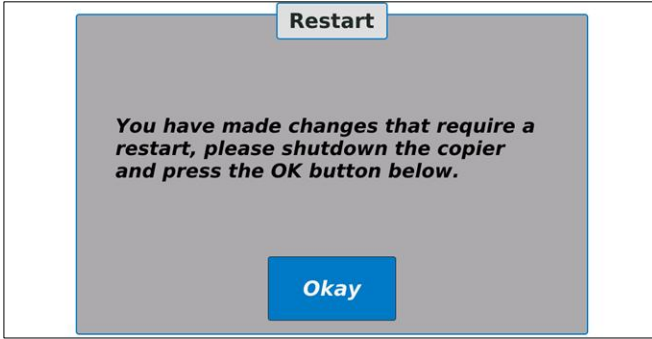 Restart
You have made changes that require a
restart, please shutdown the copier
and press the OK button below.
Okay